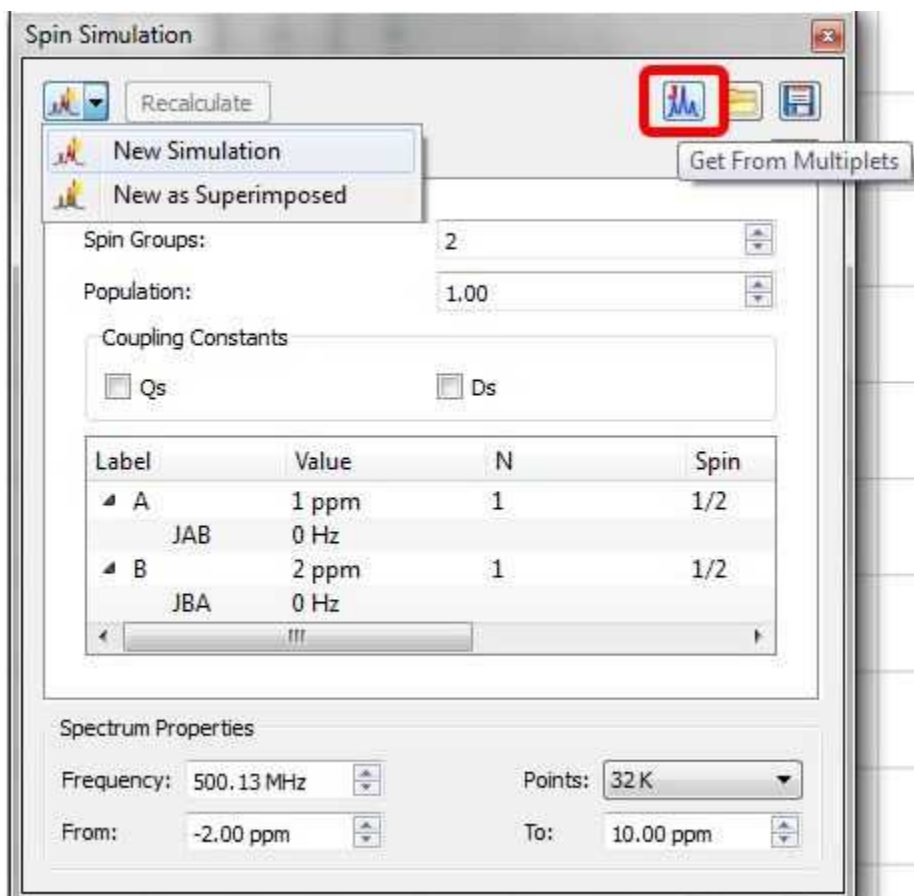 Spin Simulation
Recalculate
New Simulation
Get From Multiplets
New as Superimposed
Spin Groups: 2
Population: 1.00
Coupling Constants
Qs Ds
Label Value N Spin
A 1 ppm 1 1/2
JAB 0 Hz
B 2 ppm 1 1/2
JBA 0 Hz
Spectrum Properties
Frequency: 500.13 MHz Points: 32 K
From: -2.00 ppm To: 10.00 ppm